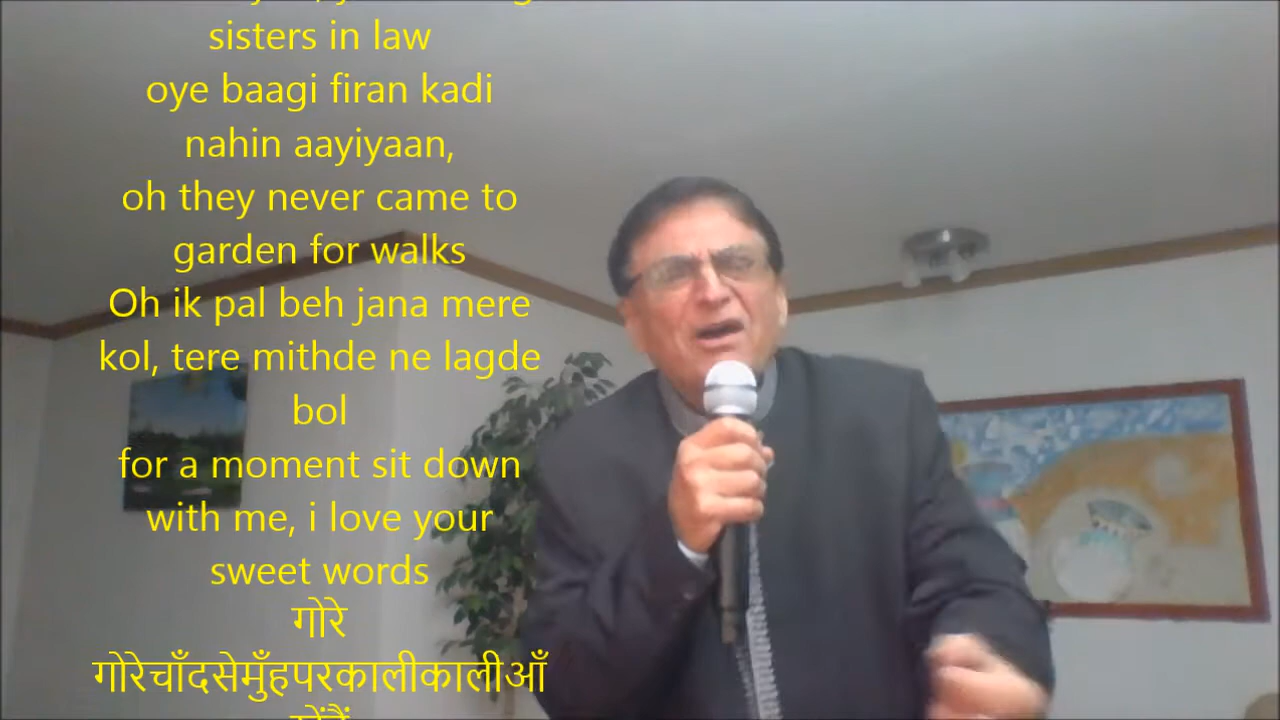 sisters in law
oye baagi firan kadi
nahin aayiyaan,
oh they never came to
garden for walks
Oh ik pal beh jana mere
kol, tere mithde ne lagde
bol
for a moment sit down
with me, i love your
sweet words
गोरे
गोरेचाँदसेमुँहपरकालीकालीआँ